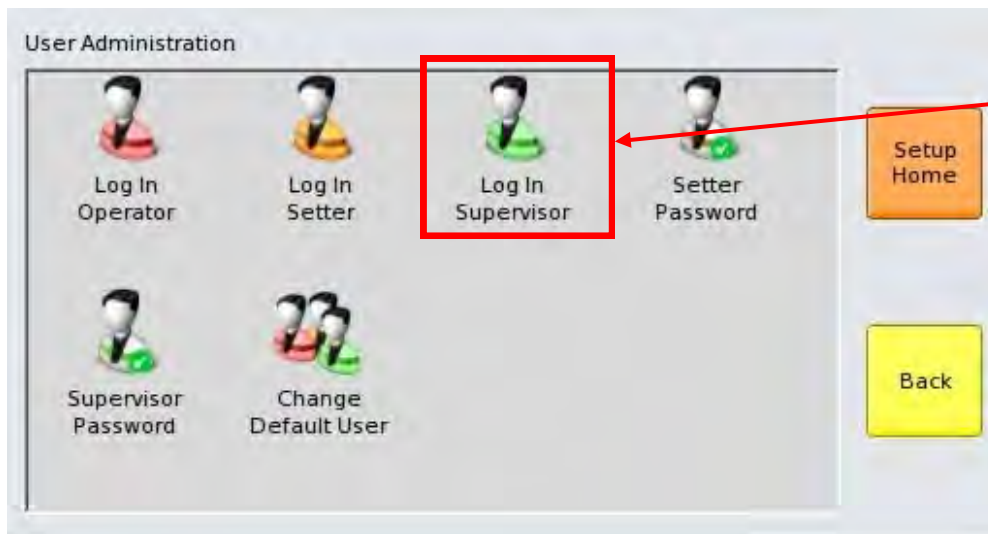 User Administration
Log In
Operator
Log In
Setter
Log In
Supervisor
Setter
Password
Setup
Home
Supervisor
Password
Change
Default User
Back